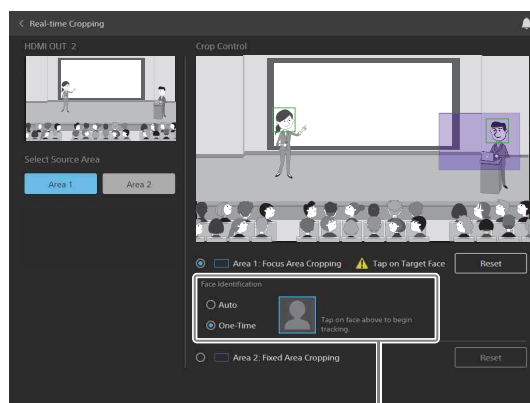 < Real-time Cropping
HDMI OUT 2
Crop Control
Select Source Area
Area 1
Area 2
Area 1: Focus Area Cropping
Tap on Target Face
Reset
Face Identification
Auto
One-Time
Tap on face above to begin
tracking.
Area 2: Fixed Area Cropping
Reset